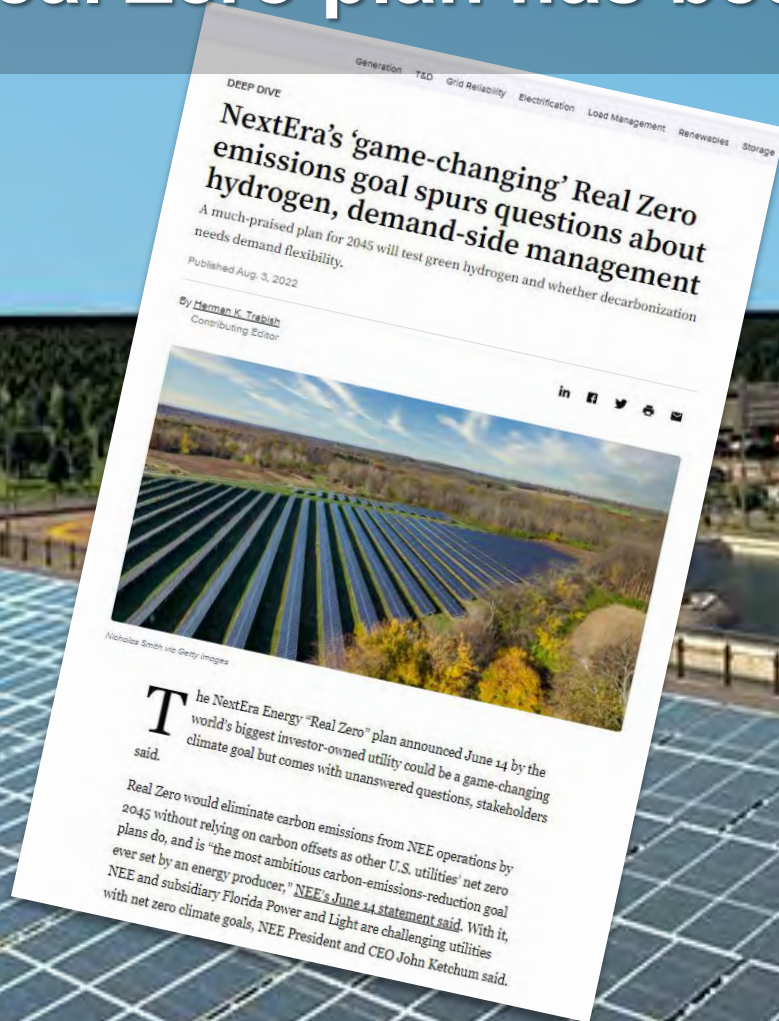 eal Zero plan has bee
Generation T&D Grid Reliability Electrification Load Management Renewables Storage
DEEP DIVE
NextEra's 'game-changing' Real Zero
emissions goal spurs questions about
hydrogen, demand-side management
A much-praised plan for 2045 will test green hydrogen and whether decarbonization
needs demand flexibility.
Published Aug. 3, 2022
By Herman K. Trabish
Contributing Editor
Nicholas Smith via Getty Images
The NextEra Energy “Real Zero” plan announced June 14 by the
world's biggest investor-owned utility could be a game-changing
climate goal but comes with unanswered questions, stakeholders
said.
Real Zero would eliminate carbon emissions from NEE operations by
2045 without relying on carbon offsets as other U.S. utilities' net zero
plans do, and is “the most ambitious carbon-emissions-reduction goal
ever set by an energy producer,” NEE's June 14 statement said. With it,
NEE and subsidiary Florida Power and Light are challenging utilities
with net zero climate goals, NEE President and CEO John Ketchum said.